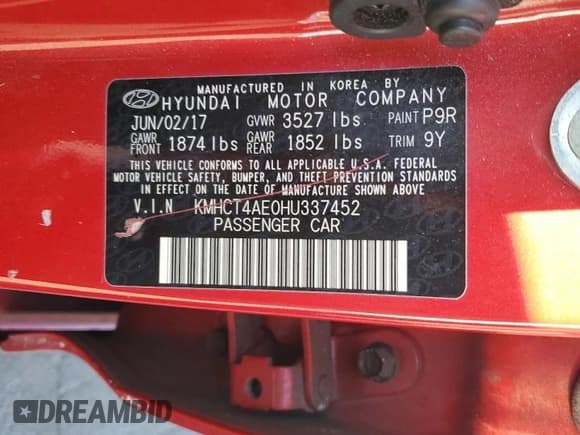 MANUFACTURED IN KOREA BY
HYUNDAI MOTOR COMPANY
JUN/02/17 GVWR 3527 lbs PAINT P9R
GAWR FRONT 1874 lbs GAWR REAR 1852 lbs TRIM 9Y
THIS VEHICLE CONFORMS TO ALL APPLICABLE U.S.A. FEDERAL
MOTOR VEHICLE SAFETY, BUMPER, AND THEFT PREVENTION STANDARDS
IN EFFECT ON THE DATE OF MANUFACTURE SHOWN ABOVE
V.I.N KMHCT4AE0HU337452
PASSENGER CAR
DREAMBID